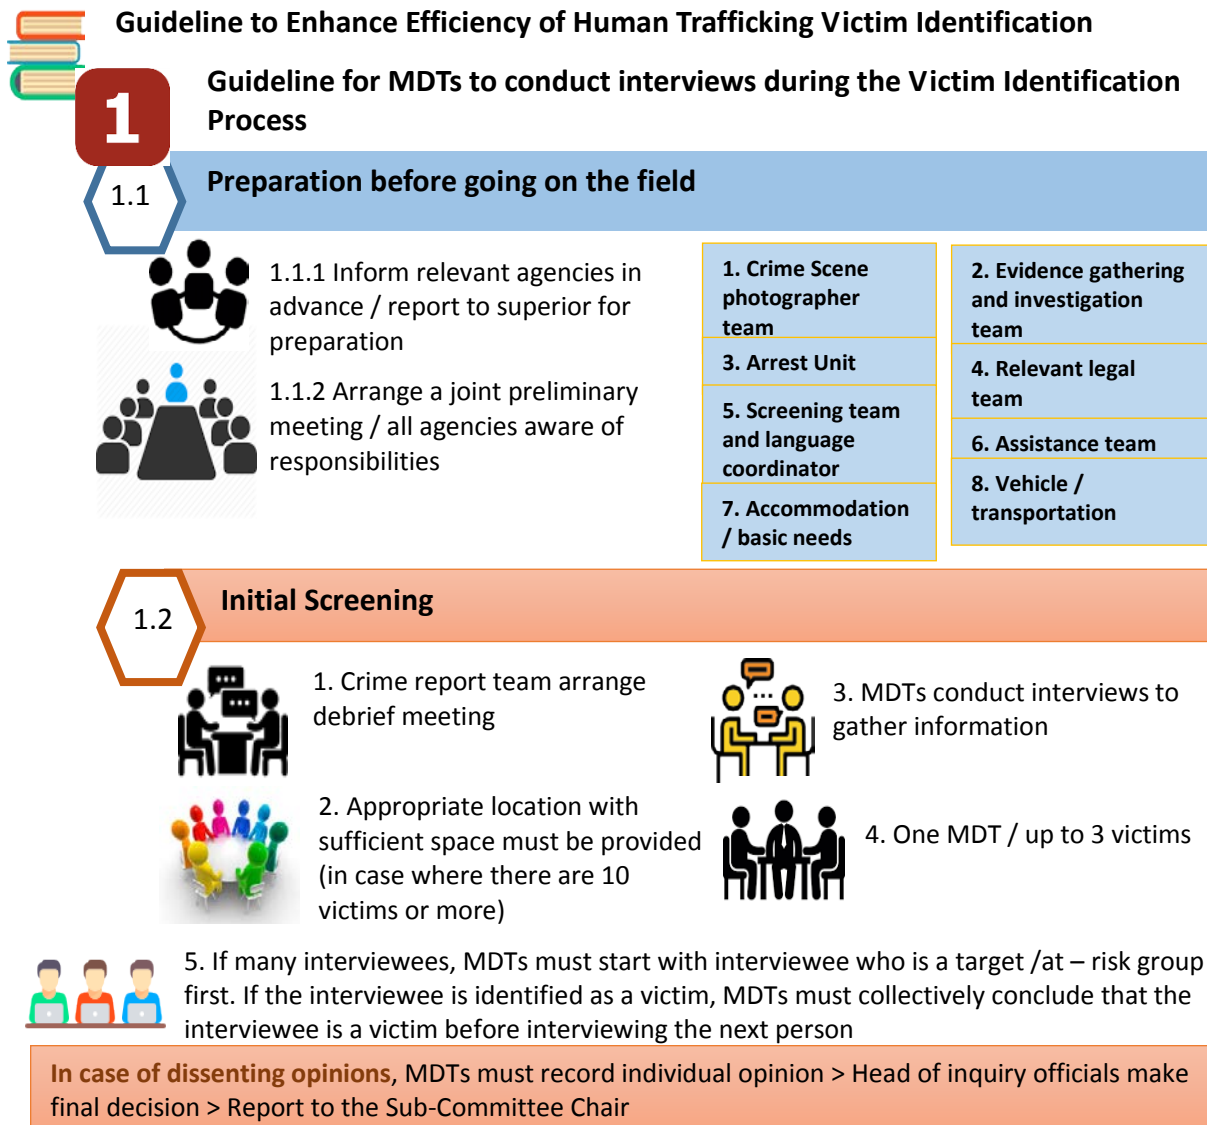 Guideline to Enhance Efficiency of Human Trafficking Victim Identification
1
Guideline for MDTs to conduct interviews during the Victim Identification
Process
1.1
Preparation before going on the field
1.1.1 Inform relevant agencies in
advance / report to superior for
preparation
1.1.2 Arrange a joint preliminary
meeting / all agencies aware of
responsibilities
1. Crime Scene
photographer
team
2. Evidence gathering
and investigation
team
3. Arrest Unit
4. Relevant legal
team
5. Screening team
and language
coordinator
6. Assistance team
7. Accommodation
/ basic needs
8. Vehicle /
transportation
1.2
Initial Screening
1. Crime report team arrange
debrief meeting
2. Appropriate location with
sufficient space must be provided
(in case where there are 10
victims or more)
3. MDTs conduct interviews to
gather information
4. One MDT / up to 3 victims
5. If many interviewees, MDTs must start with interviewee who is a target /at – risk group
first. If the interviewee is identified as a victim, MDTs must collectively conclude that the
interviewee is a victim before interviewing the next person
In case of dissenting opinions, MDTs must record individual opinion > Head of inquiry officials make
final decision > Report to the Sub-Committee Chair